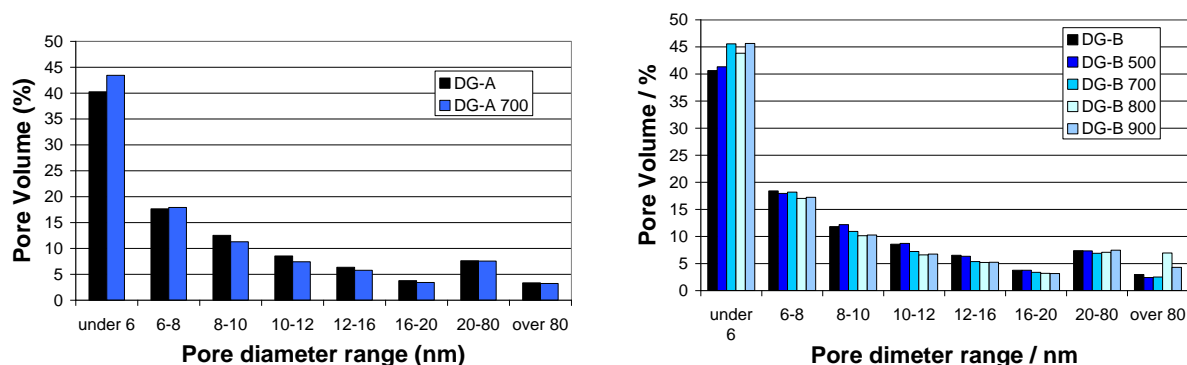 50
45
40
35
30
25
20
15
10
5
0
Pore Volume (%)
DG-A
DG-A 700
under 6 6-8 8-10 10-12 12-16 16-20 20-80 over 80
Pore diameter range (nm)
50
45
40
35
30
25
20
15
10
5
0
Pore Volume / %
DG-B
DG-B 500
DG-B 700
DG-B 800
DG-B 900
under 6-8 8-10 10-12 12-16 16-20 20-80 over 80
6
Pore dimeter range / nm